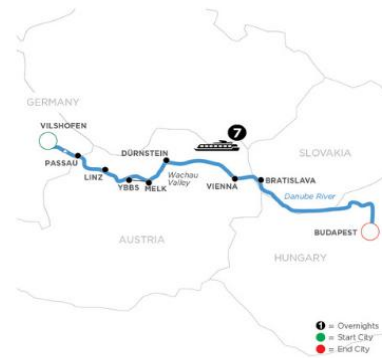 GERMANY
VILSHOFEN
PASSAU
LINZ
YBBS
MELK
DÜRNSTEIN
Wachau
Valley
7
VIENNA
BRATISLAVA
SLOVAKIA
Danube River
BUDAPEST
AUSTRIA
HUNGARY
1 = Overnights
= Start City
= End City